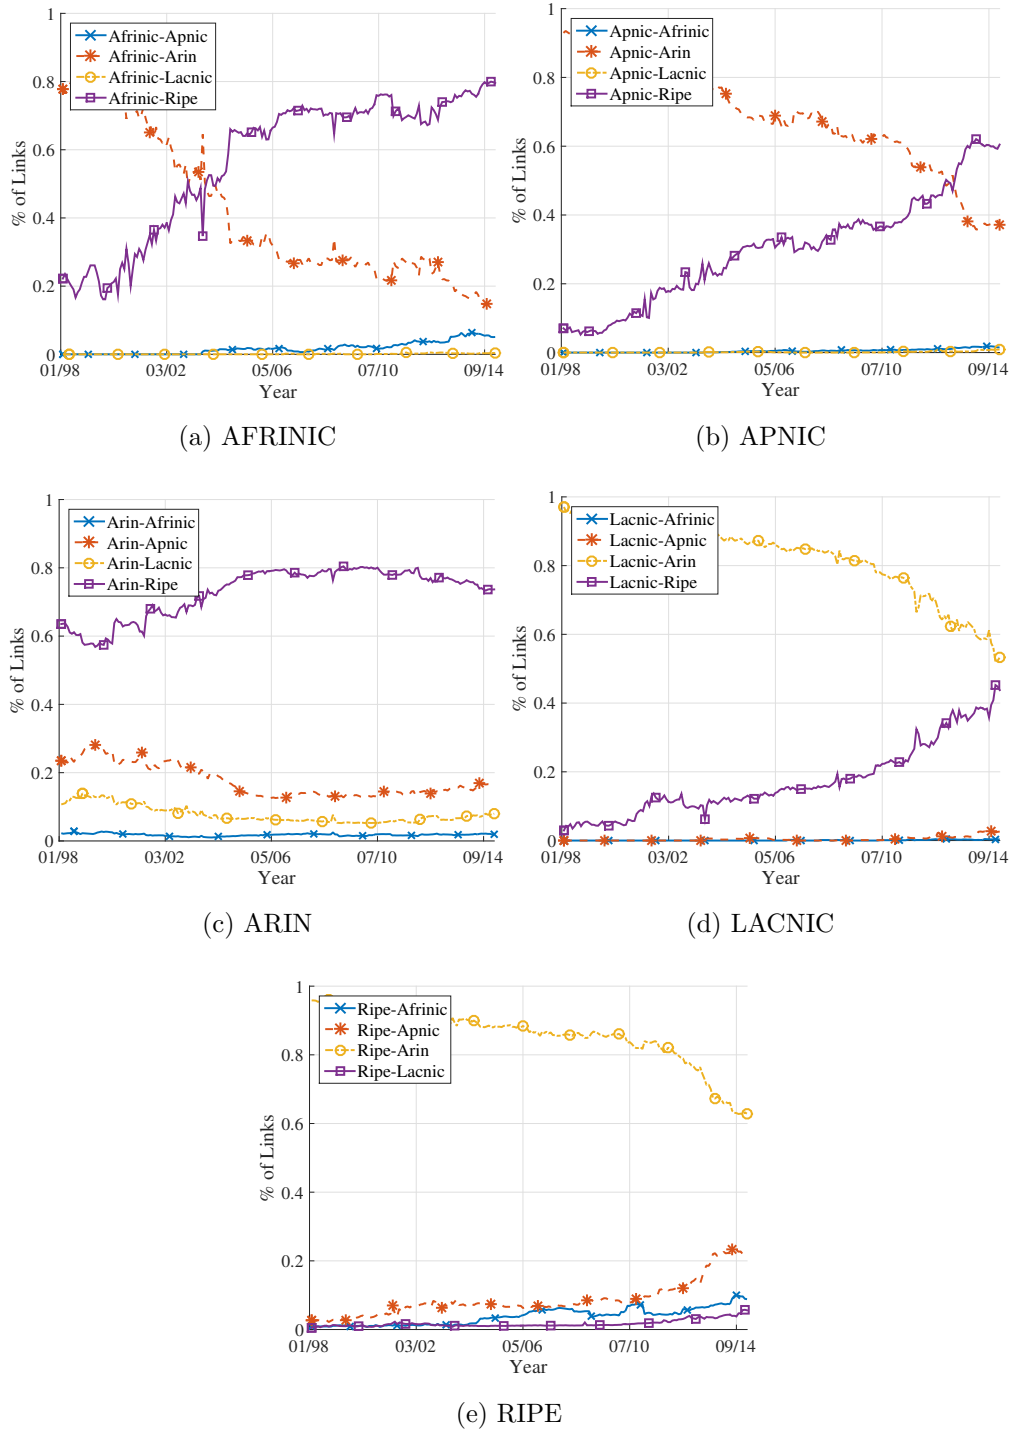 1
0.8
0.6
0.4
0.2
0
% of Links
Afrinic-Apnic
Afrinic-Arin
Afrinic-Lacnic
Afrinic-Ripe
01/98 03/02 05/06 07/10 09/14
Year
(a) AFRINIC
1
0.8
0.6
0.4
0.2
0
% of Links
Apnic-Afrinic
Apnic-Arin
Apnic-Lacnic
Apnic-Ripe
01/98 03/02 05/06 07/10 09/14
Year
(b) APNIC
1
0.8
0.6
0.4
0.2
0
% of Links
Arin-Afrinic
Arin-Apnic
Arin-Lacnic
Arin-Ripe
01/98 03/02 05/06 07/10 09/14
Year
(c) ARIN
1
0.8
0.6
0.4
0.2
0
% of Links
Lacnic-Afrinic
Lacnic-Apnic
Lacnic-Arin
Lacnic-Ripe
01/98 03/02 05/06 07/10 09/14
Year
(d) LACNIC
1
0.8
0.6
0.4
0.2
0
% of Links
Ripe-Afrinic
Ripe-Apnic
Ripe-Arin
Ripe-Lacnic
01/98 03/02 05/06 07/10 09/14
Year
(e) RIPE